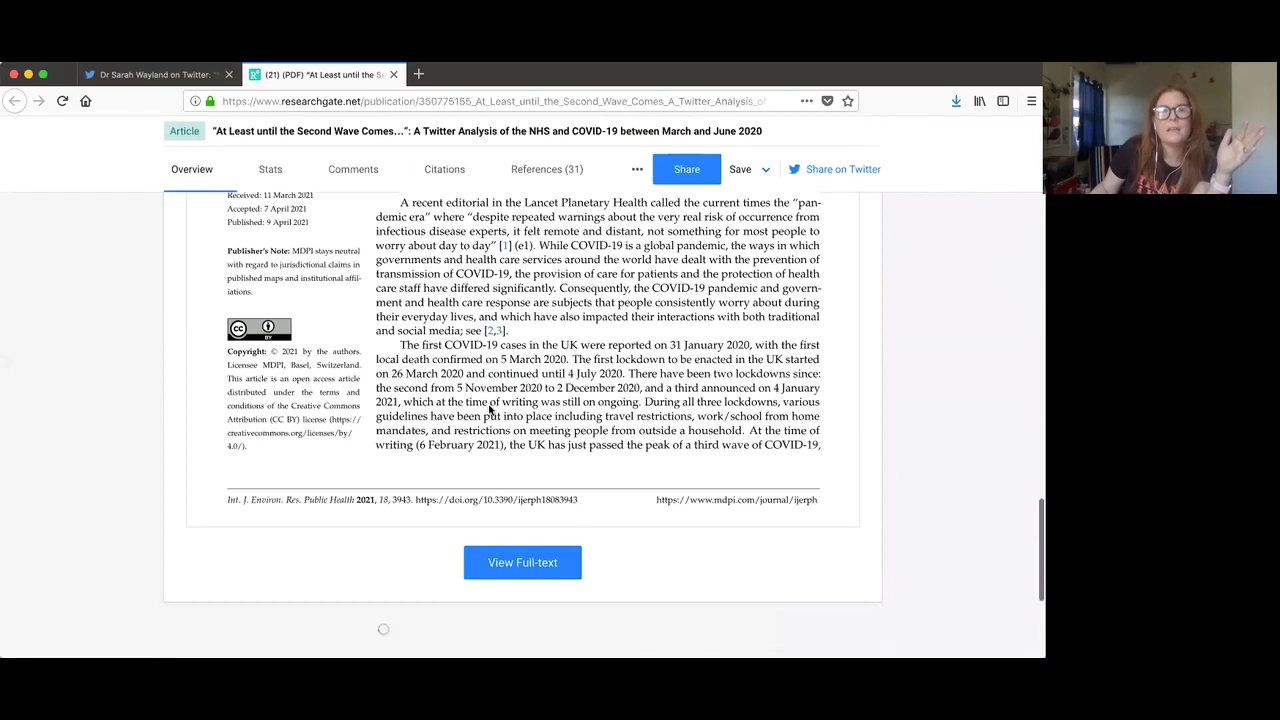 Dr Sarah Wayland on Twitter: "
(21) (PDF) "At Least until the Se
https://www.researchgate.net/publication/350775155_At_Least_until_the_Second_Wave_Comes_A_Twitter_Analysis_of
Article
"At Least until the Second Wave Comes...": A Twitter Analysis of the NHS and COVID-19 between March and June 2020
Overview
Stats
Comments
Citations
References (31)
Share
Save
Share on Twitter
Received: 11 March 2021
Accepted: 7 April 2021
Published: 9 April 2021
Publisher's Note: MDPI stays neutral
with regard to jurisdictional claims in
published maps and institutional affil-
iations.
CC
BY
Copyright: © 2021 by the authors.
Licensee MDPI, Basel, Switzerland.
This article is an open access article
distributed under the terms and
conditions of the Creative Commons
Attribution (CC BY) license (https://
creativecommons.org/licenses/by/
4.0/).
A recent editorial in the Lancet Planetary Health called the current times the “pan-
demic era” where “despite repeated warnings about the very real risk of occurrence from
infectious disease experts, it felt remote and distant, not something for most people to
worry about day to day” [1] (e1). While COVID-19 is a global pandemic, the ways in which
governments and health care services around the world have dealt with the prevention of
transmission of COVID-19, the provision of care for patients and the protection of health
care staff have differed significantly. Consequently, the COVID-19 pandemic and govern-
ment and health care response are subjects that people consistently worry about during
their everyday lives, and which have also impacted their interactions with both traditional
and social media; see [2,3].
The first COVID-19 cases in the UK were reported on 31 January 2020, with the first
local death confirmed on 5 March 2020. The first lockdown to be enacted in the UK started
on 26 March 2020 and continued until 4 July 2020. There have been two lockdowns since:
the second from 5 November 2020 to 2 December 2020, and a third announced on 4 January
2021, which at the time of writing was still on ongoing. During all three lockdowns, various
guidelines have been put into place including travel restrictions, work/school from home
mandates, and restrictions on meeting people from outside a household. At the time of
writing (6 February 2021), the UK has just passed the peak of a third wave of COVID-19,
Int. J. Environ. Res. Public Health 2021, 18, 3943. https://doi.org/10.3390/ijerph18083943
https://www.mdpi.com/journal/ijerph
View Full-text